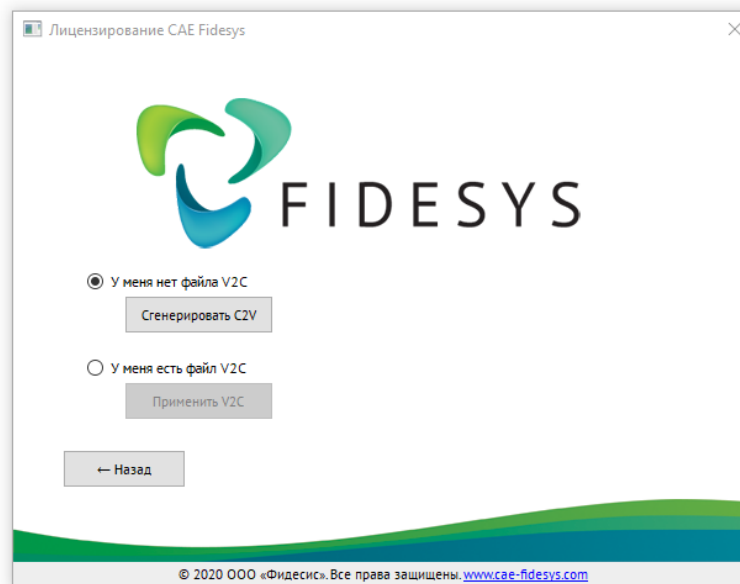 Лицензирование CAE Fidesys
FIDESYS
У меня нет файла V2C
Сгенерировать C2V
У меня есть файл V2C
Применить V2C
← Назад
© 2020 ООО «Фидесис». Все права защищены. www.cae-fidesys.com